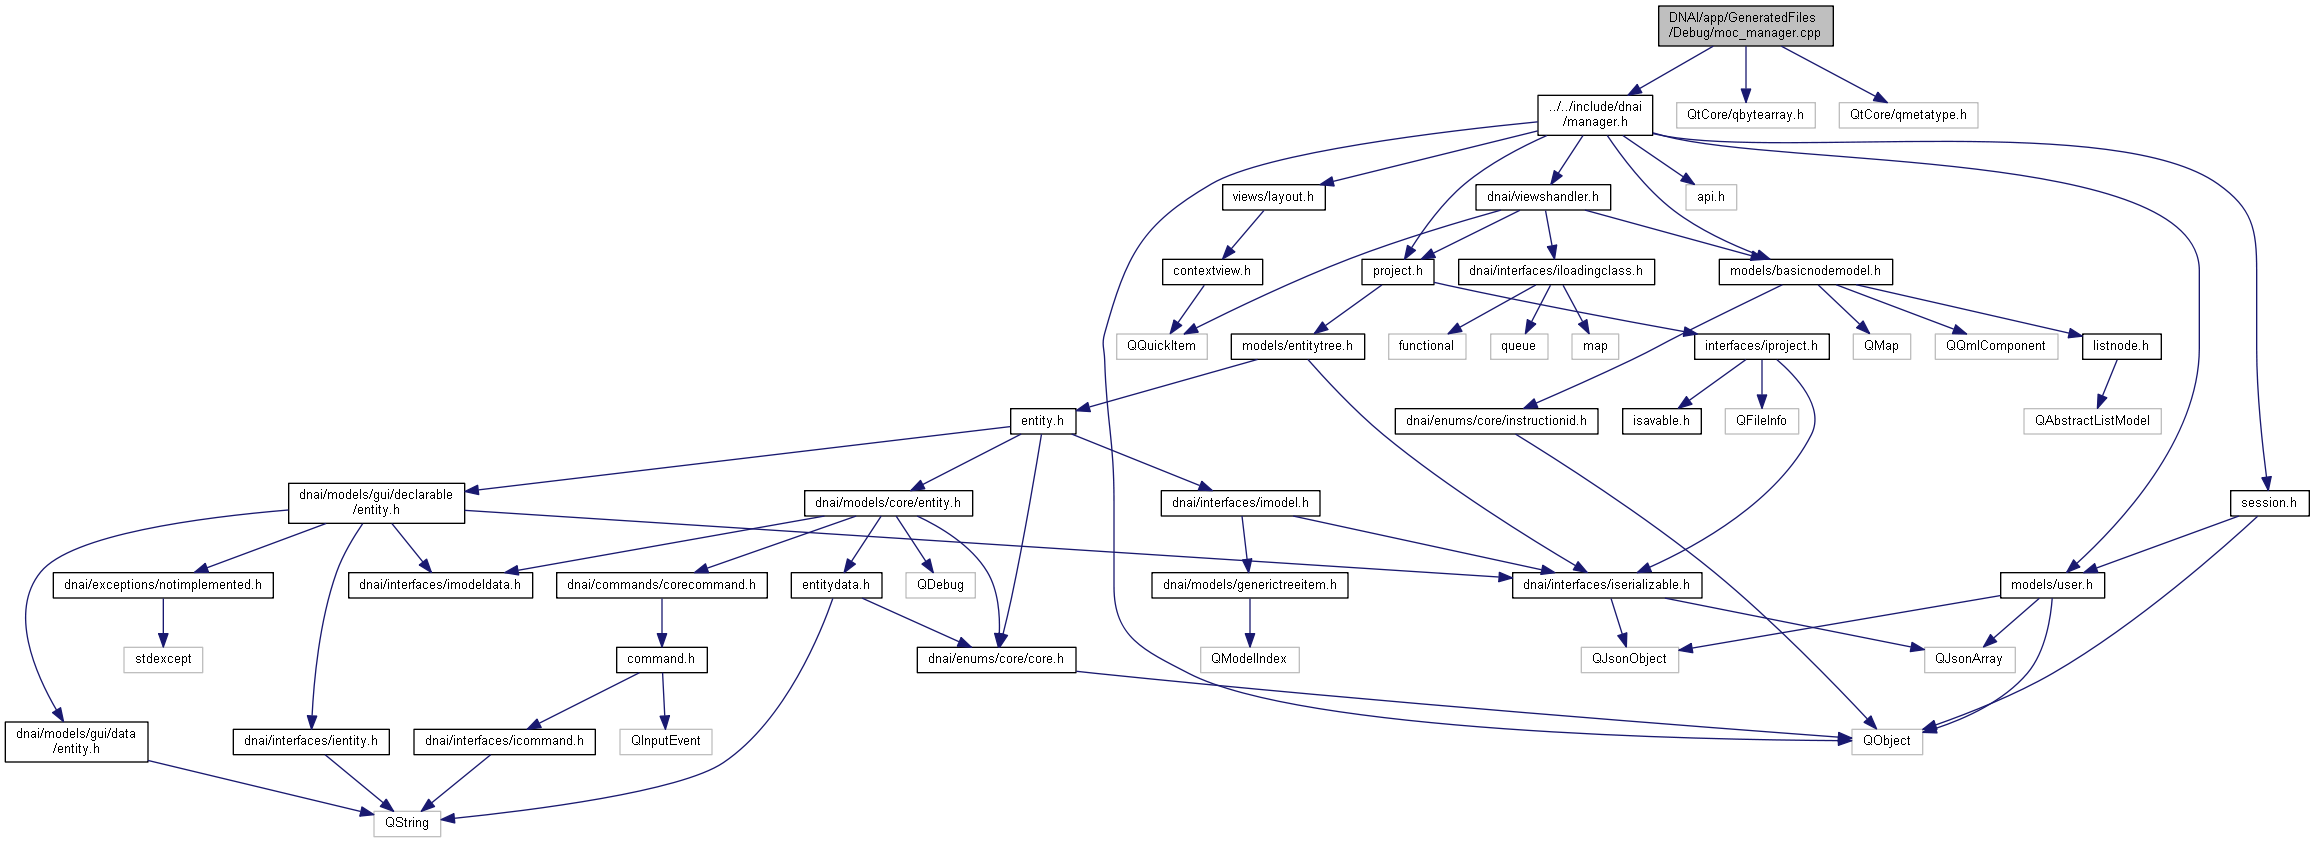 DNAI/app/GeneratedFiles
/Debug/moc_manager.cpp
../../include/dnai
/manager.h
QtCore/qbytearray.h
QtCore/qmetatype.h
views/layout.h
dnai/viewshandler.h
api.h
contextview.h
project.h
dnai/interfaces/iloadingclass.h
models/basicnodemodel.h
QQuickItem
models/entitytree.h
functional
queue
map
interfaces/iproject.h
QMap
QQmlComponent
listnode.h
entity.h
dnai/enums/core/instructionid.h
isavable.h
QFileInfo
QAbstractListModel
dnai/models/gui/declarable
/entity.h
dnai/models/core/entity.h
dnai/interfaces/imodel.h
session.h
dnai/exceptions/notimplemented.h
dnai/interfaces/imodeldata.h
dnai/commands/corecommand.h
entitydata.h
QDebug
dnai/models/generictreeitem.h
dnai/interfaces/iserializable.h
models/user.h
stdexcept
command.h
dnai/enums/core/core.h
QModelIndex
QJsonObject
QJsonArray
dnai/models/gui/data
/entity.h
dnai/interfaces/ientity.h
dnai/interfaces/icommand.h
QInputEvent
QObject
QString